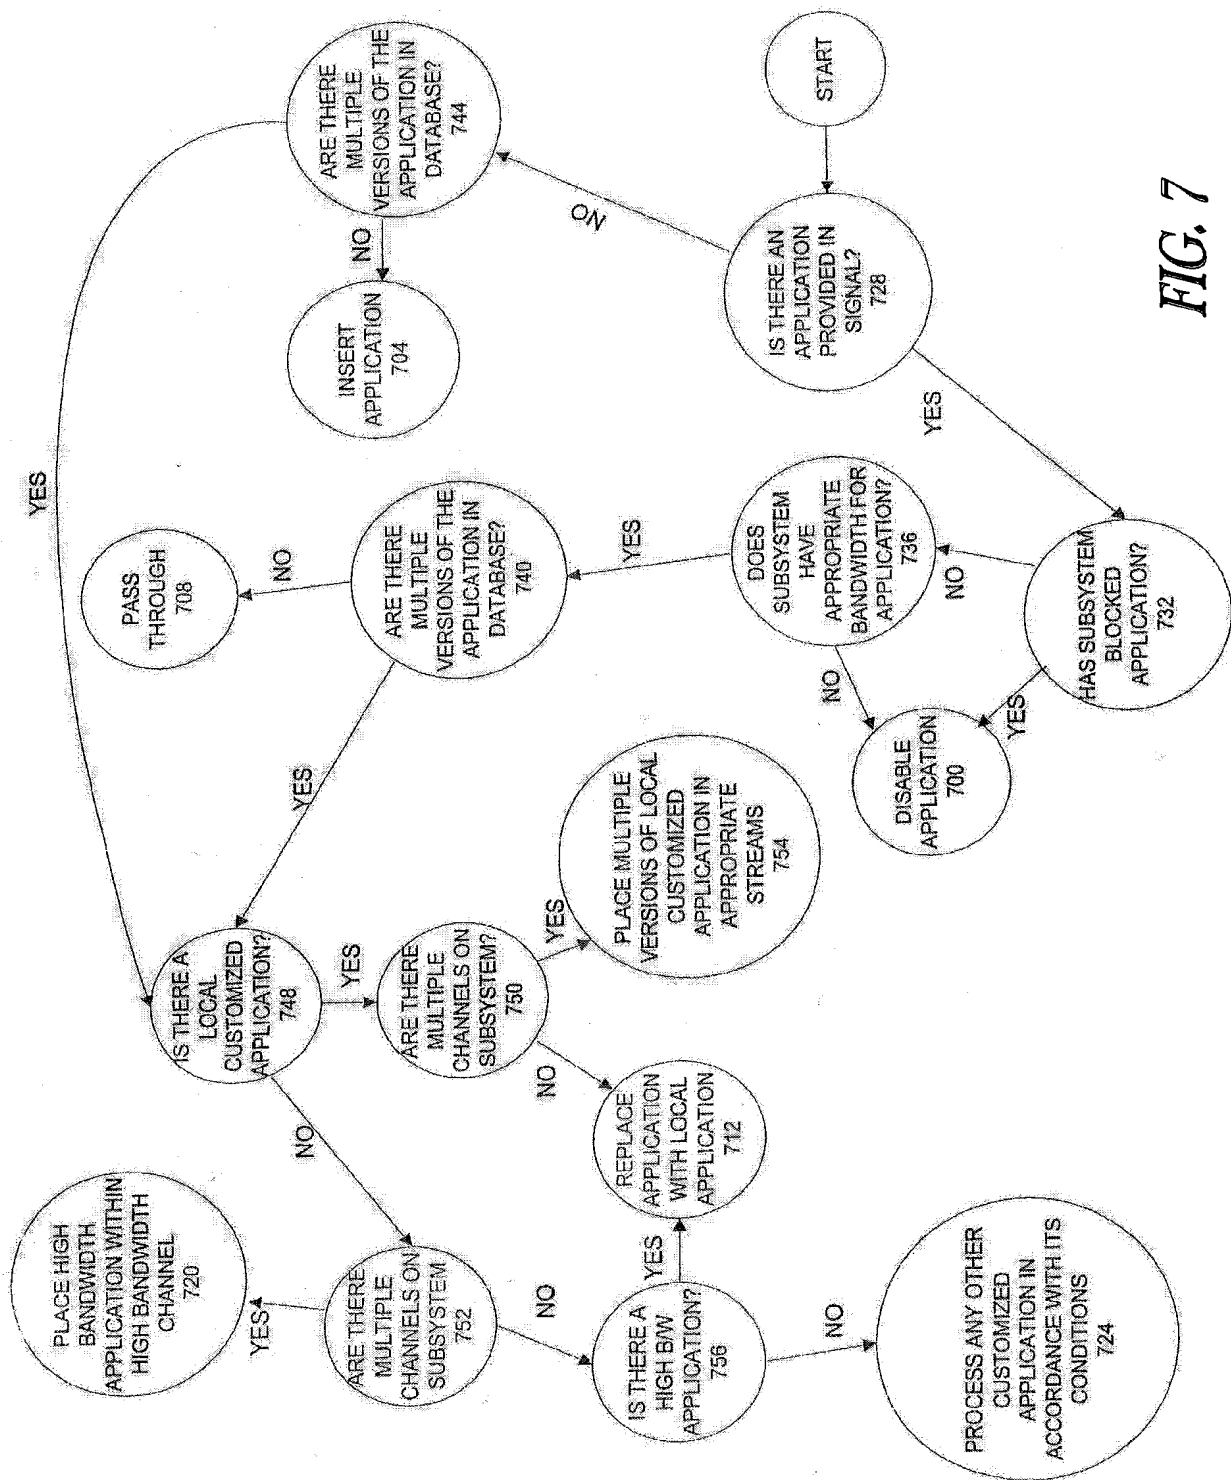 START
IS THERE AN
APPLICATION
PROVIDED IN
SIGNAL?
728
NO
YES
ARE THERE
MULTIPLE
VERSIONS OF THE
APPLICATION IN
DATABASE?
744
NO
YES
INSERT
APPLICATION
704
HAS SUBSYSTEM
BLOCKED
APPLICATION?
732
NO
YES
DOES
SUBSYSTEM
HAVE
APPROPRIATE
BANDWIDTH FOR
APPLICATION?
736
YES
NO
DISABLE
APPLICATION
700
ARE THERE
MULTIPLE
VERSIONS OF THE
APPLICATION IN
DATABASE?
740
NO
YES
PASS
THROUGH
708
IS THERE A
LOCAL
CUSTOMIZED
APPLICATION?
748
YES
NO
ARE THERE
MULTIPLE
CHANNELS ON
SUBSYSTEM?
750
YES
NO
PLACE MULTIPLE
VERSIONS OF LOCAL
CUSTOMIZED
APPLICATION IN
APPROPRIATE
STREAMS
754
REPLACE
APPLICATION
WITH LOCAL
APPLICATION
712
ARE THERE
MULTIPLE
CHANNELS ON
SUBSYSTEM
752
YES
NO
PLACE HIGH
BANDWIDTH
APPLICATION WITHIN
HIGH BANDWIDTH
CHANNEL
720
IS THERE A
HIGH B/W
APPLICATION?
756
YES
NO
PROCESS ANY OTHER
CUSTOMIZED
APPLICATION IN
ACCORDANCE WITH ITS
CONDITIONS
724
FIG. 7